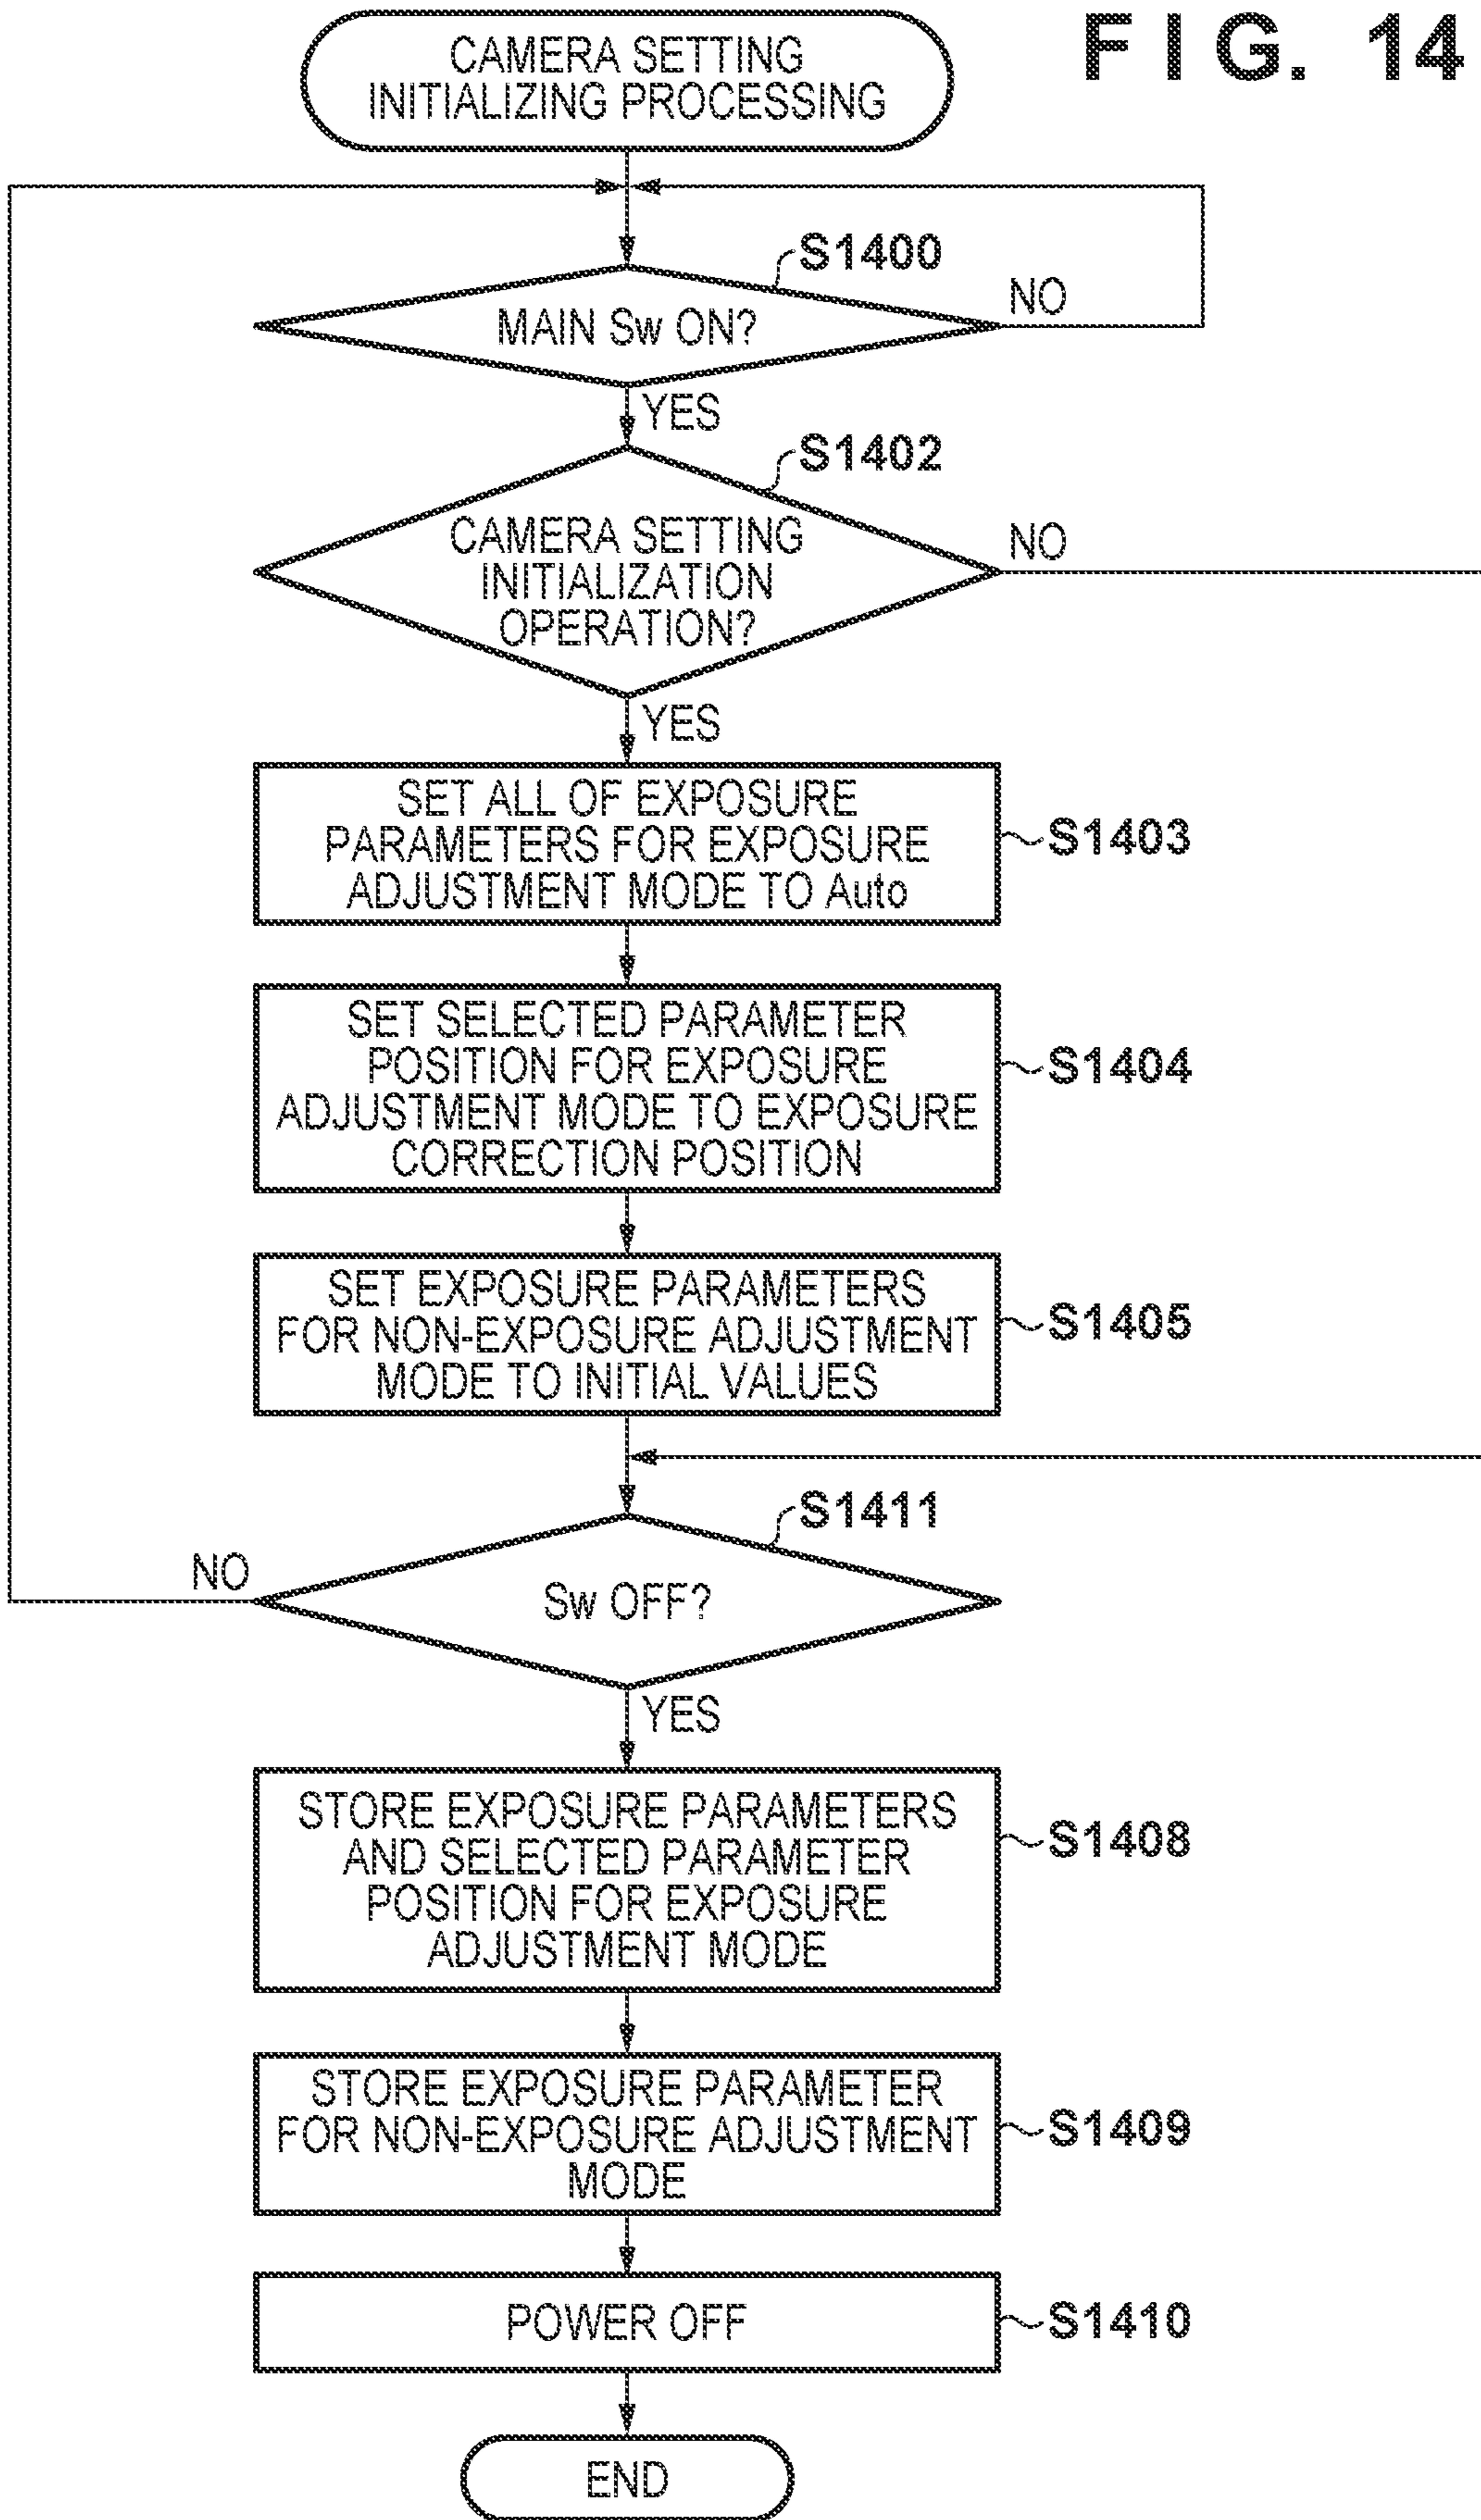 FIG. 14
CAMERA SETTING
INITIALIZING PROCESSING
S1400
MAIN Sw ON?
NO
YES
S1402
CAMERA SETTING
INITIALIZATION
OPERATION?
NO
YES
SET ALL OF EXPOSURE
PARAMETERS FOR EXPOSURE
ADJUSTMENT MODE TO Auto
S1403
SET SELECTED PARAMETER
POSITION FOR EXPOSURE
ADJUSTMENT MODE TO EXPOSURE
CORRECTION POSITION
S1404
SET EXPOSURE PARAMETERS
FOR NON-EXPOSURE ADJUSTMENT
MODE TO INITIAL VALUES
S1405
S1411
NO
Sw OFF?
YES
STORE EXPOSURE PARAMETERS
AND SELECTED PARAMETER
POSITION FOR EXPOSURE
ADJUSTMENT MODE
S1408
STORE EXPOSURE PARAMETER
FOR NON-EXPOSURE ADJUSTMENT
MODE
S1409
POWER OFF
S1410
END